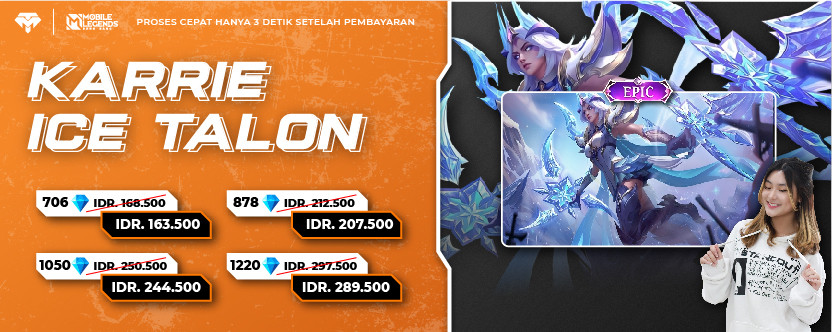 MOBILE
LEGENDS
BANG BANG
PROSES CEPAT HANYA 3 DETIK SETELAH PEMBAYARAN
KARRIE
ICE TALON
706 IDR. 168.500
IDR. 163.500
878 IDR. 212.500
IDR. 207.500
1050 IDR. 250.500
IDR. 244.500
1220 IDR. 297.500
IDR. 289.500
EPIC